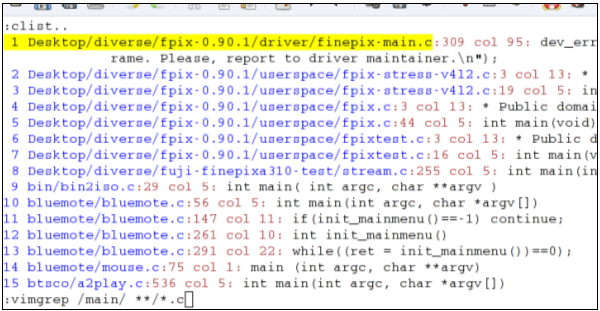 :clist..
1 Desktop/diverse/fpix-0.90.1/driver/finepix-main.c:309 col 95: dev_err
rame. Please, report to driver maintainer.\n");
2 Desktop/diverse/fpix-0.90.1/userspace/fpix-stress-v4l2.c:3 col 13: *
3 Desktop/diverse/fpix-0.90.1/userspace/fpix-stress-v4l2.c:19 col 5: in
4 Desktop/diverse/fpix-0.90.1/userspace/fpix.c:3 col 13: * Public domai
5 Desktop/diverse/fpix-0.90.1/userspace/fpix.c:44 col 5: int main(void)
6 Desktop/diverse/fpix-0.90.1/userspace/fpixtest.c:3 col 13: * Public d
7 Desktop/diverse/fpix-0.90.1/userspace/fpixtest.c:16 col 5: int main(v
8 Desktop/diverse/fuji-finepixa310-test/stream.c:255 col 5: int main(in
9 bin/bin2iso.c:29 col 5: int main( int argc, char **argv )
10 bluemote/bluemote.c:56 col 5: int main(int argc, char *argv[])
11 bluemote/bluemote.c:147 col 11: if(init_mainmenu()==-1) continue;
12 bluemote/bluemote.c:261 col 10: int init_mainmenu()
13 bluemote/bluemote.c:291 col 22: while((ret = init_mainmenu())==0);
14 bluemote/mouse.c:75 col 1: main (int argc, char **argv)
15 btsco/a2play.c:536 col 5: int main(int argc, char *argv[])
:vimgrep /main/ **/*.c